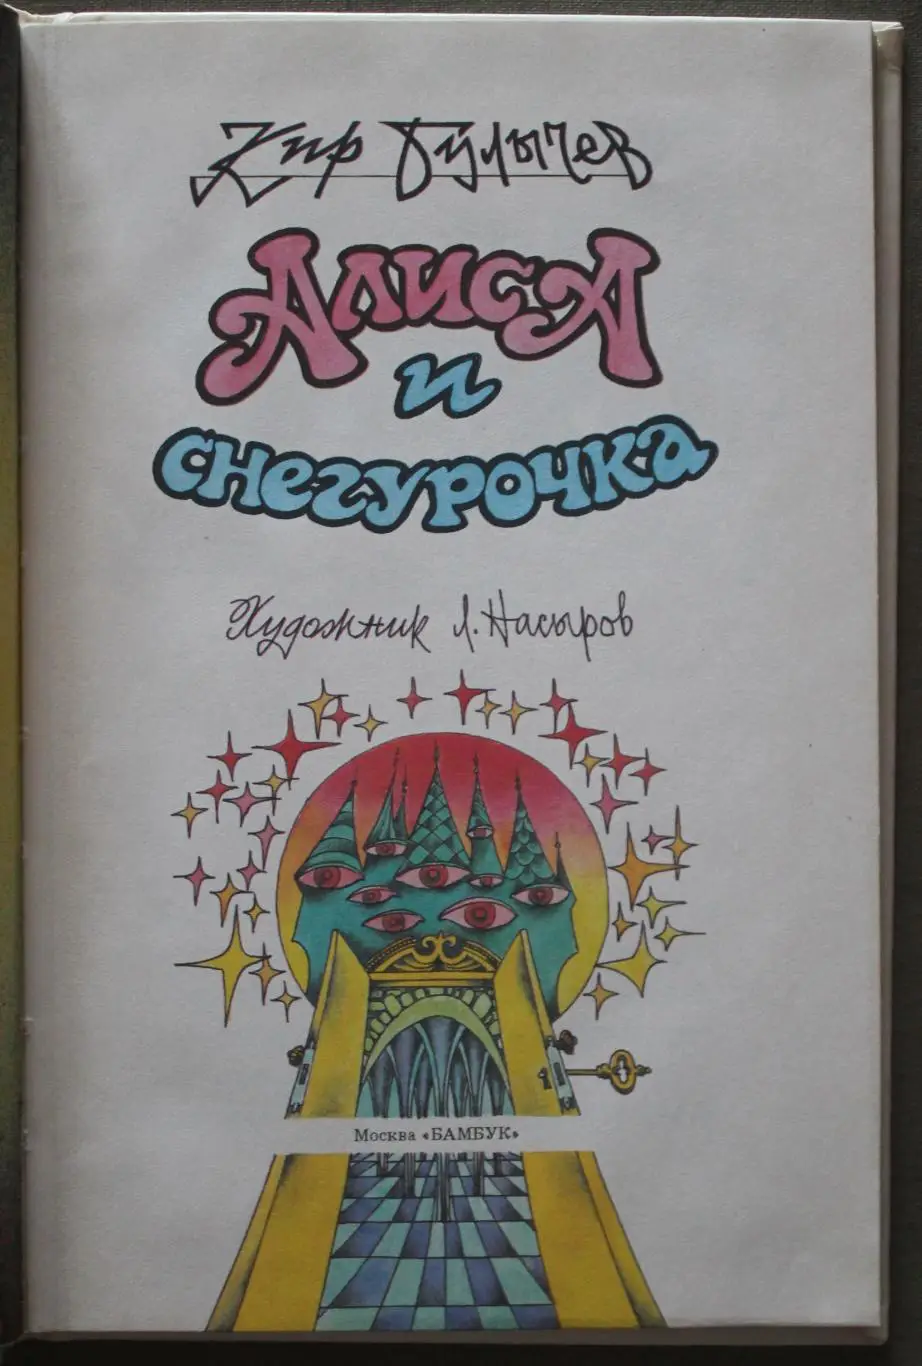 Кир Булычев
Алиса
и
снегурочка
Художник Л. Насыров
Москва «БАМБУК»